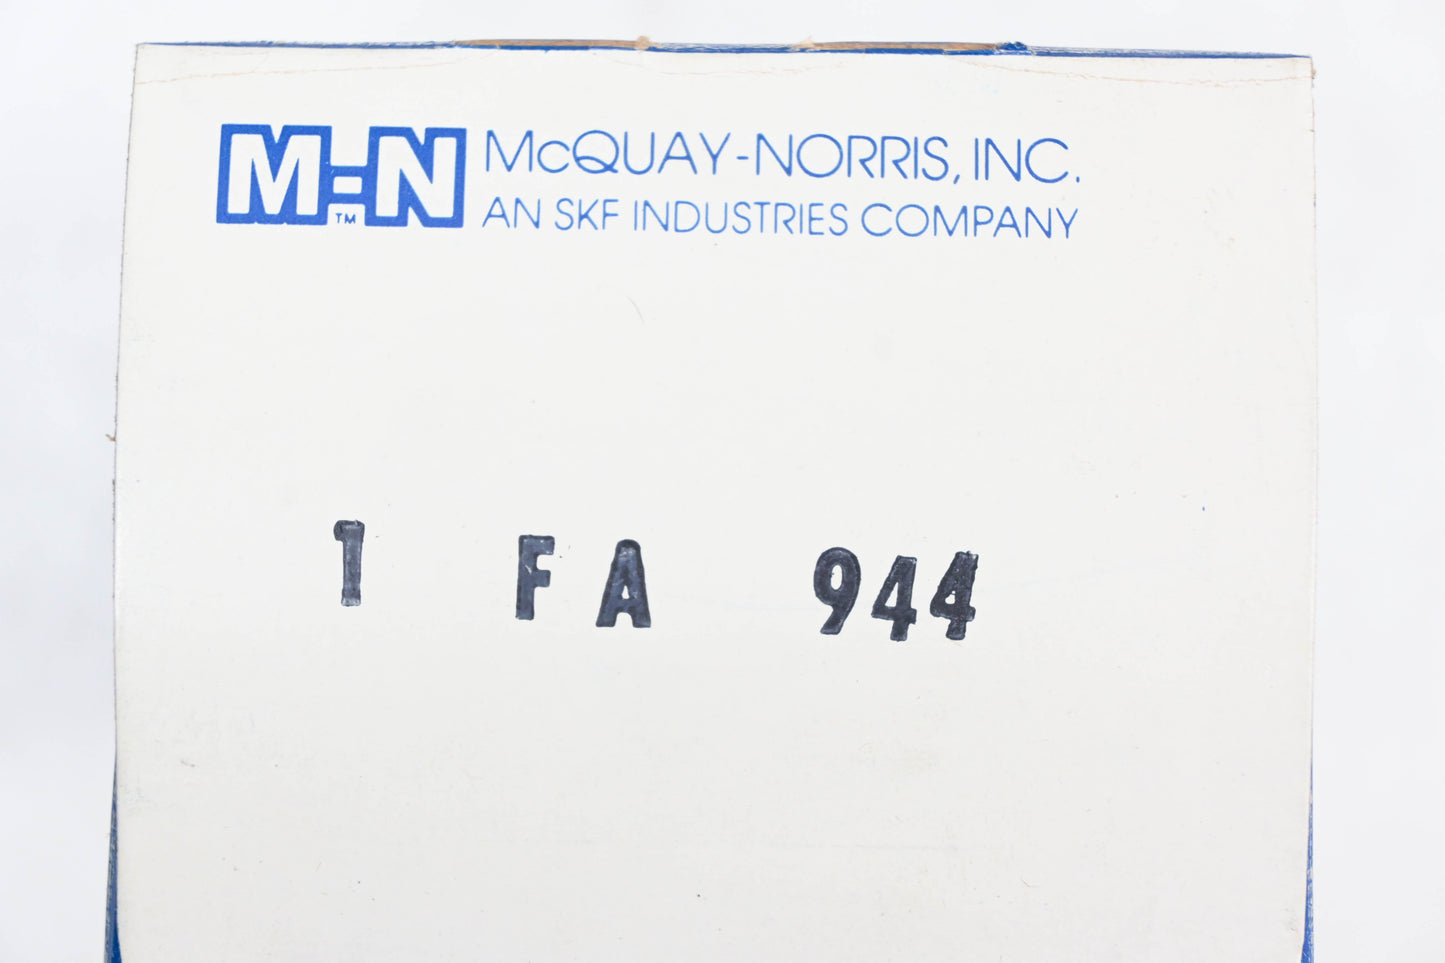 M-N TM McQUAY-NORRIS, INC.
AN SKF INDUSTRIES COMPANY
1 FA 944